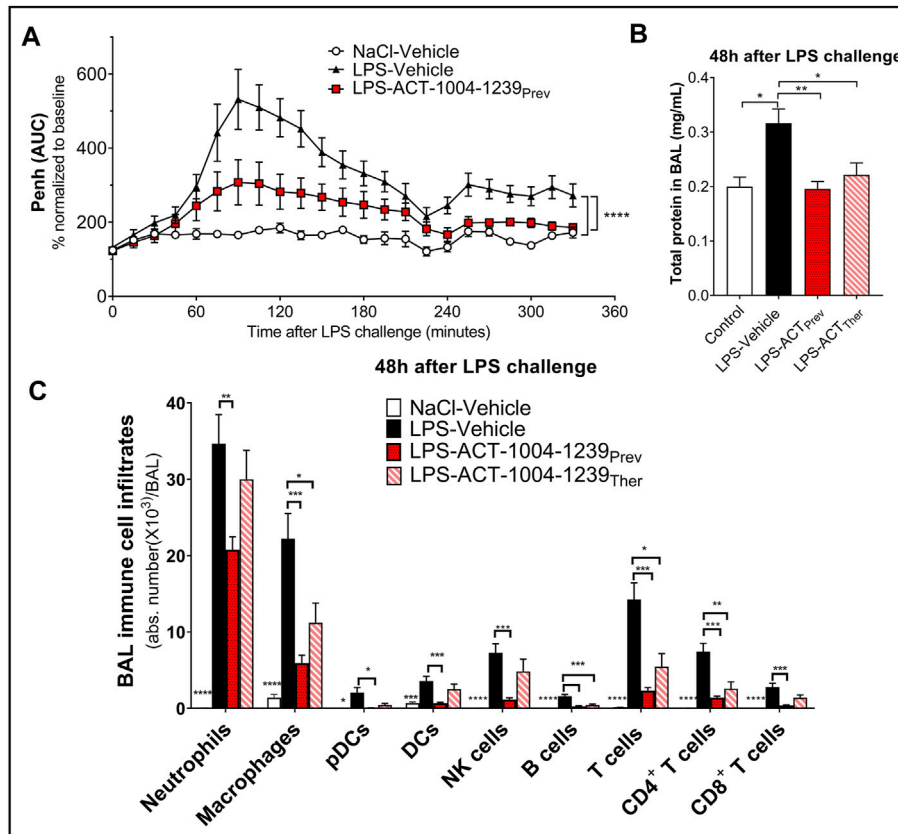 A
NaCl-Vehicle
LPS-Vehicle
LPS-ACT-1004-1239Prev
Penh (AUC)
% normalized to baseline
600
400
200
0
0 60 120 180 240 300 360
Time after LPS challenge (minutes)
****
B
48h after LPS challenge
* ** *
Total protein in BAL (mg/mL)
0.4
0.3
0.2
0.1
0.0
Control
LPS-Vehicle
LPS-ACTPrev
LPS-ACTTher
48h after LPS challenge
C
NaCl-Vehicle
LPS-Vehicle
LPS-ACT-1004-1239Prev
LPS-ACT-1004-1239Ther
BAL immune cell infiltrates
(abs. number(X10³)/BAL)
40
30
20
10
0
**
*
***
*
***
***
***
*
***
**
***
***
**** **** * *** **** **** **** **** ****
Neutrophils
Macrophages
pDCs
DCs
NK cells
B cells
T cells
CD4⁺ T cells
CD8⁺ T cells